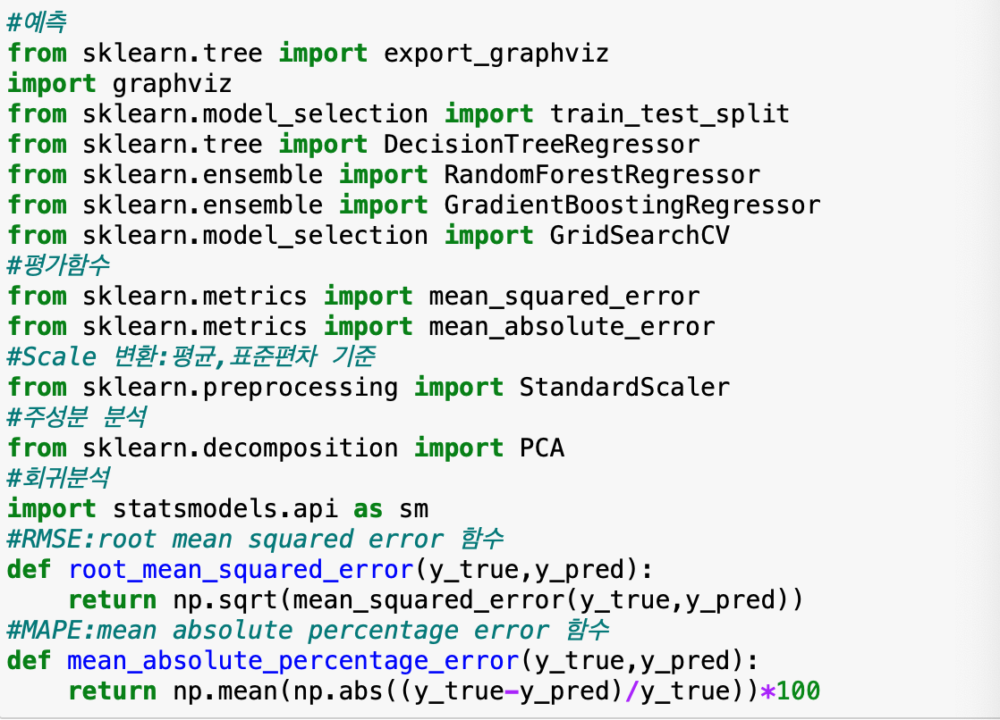 #예측
from sklearn.tree import export_graphviz
import graphviz
from sklearn.model_selection import train_test_split
from sklearn.tree import DecisionTreeRegressor
from sklearn.ensemble import RandomForestRegressor
from sklearn.ensemble import GradientBoostingRegressor
from sklearn.model_selection import GridSearchCV
#평가함수
from sklearn.metrics import mean_squared_error
from sklearn.metrics import mean_absolute_error
#Scale 변환:평균,표준편차 기준
from sklearn.preprocessing import StandardScaler
#주성분 분석
from sklearn.decomposition import PCA
#회귀분석
import statsmodels.api as sm
#RMSE:root mean squared error 함수
def root_mean_squared_error(y_true,y_pred):
    return np.sqrt(mean_squared_error(y_true,y_pred))
#MAPE:mean absolute percentage error 함수
def mean_absolute_percentage_error(y_true,y_pred):
    return np.mean(np.abs((y_true-y_pred)/y_true))*100